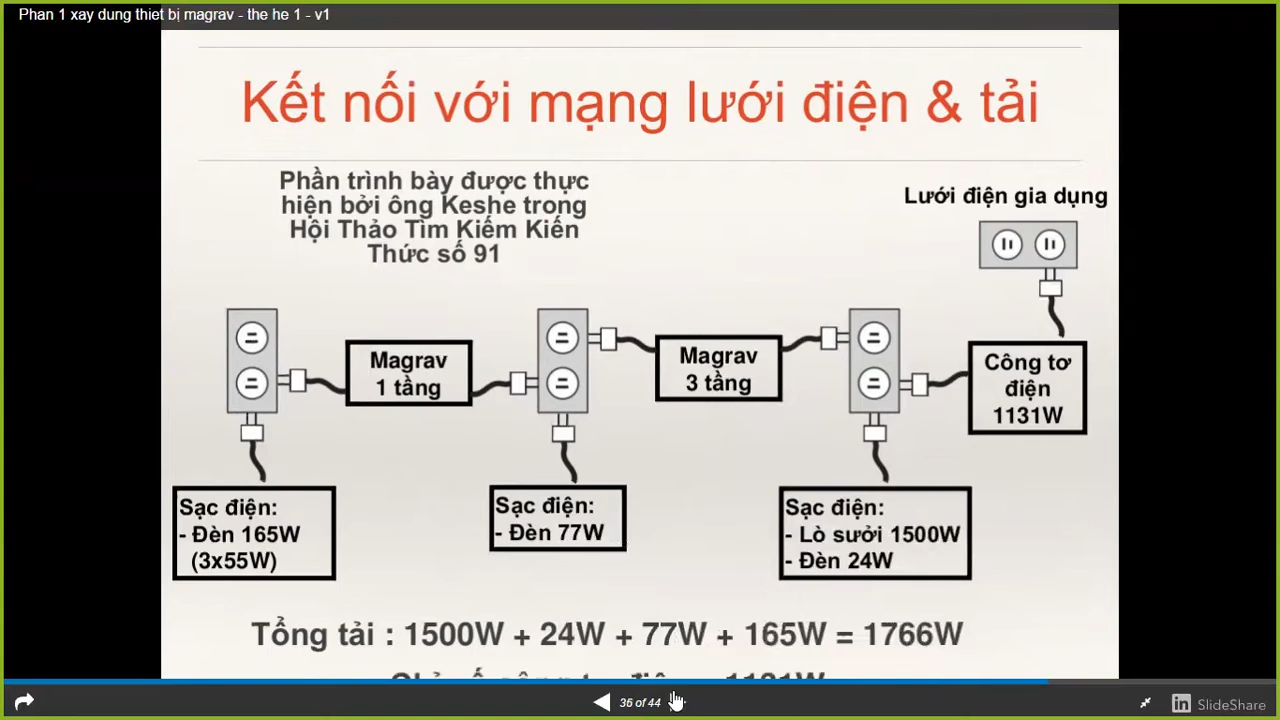 Phan 1 xay dung thiet bị magrav - the he 1 - v1
Kết nối với mạng lưới điện & tải
Phần trình bày được thực
hiện bởi ông Keshe trong
Hội Thảo Tìm Kiếm Kiến
Thức số 91
Lưới điện gia dụng
Magrav
1 tầng
Magrav
3 tầng
Công tơ
điện
1131W
Sạc điện:
- Đèn 165W
(3x55W)
Sạc điện:
- Đèn 77W
Sạc điện:
- Lò sưởi 1500W
- Đèn 24W
Tổng tải : 1500W + 24W + 77W + 165W = 1766W
1131W
36 of 44
in SlideShare